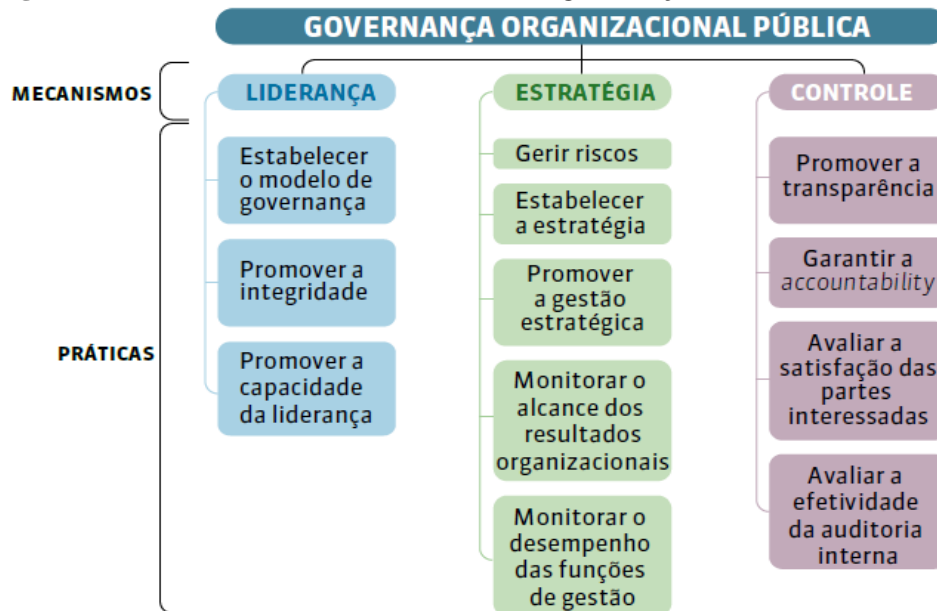 GOVERNANÇA ORGANIZACIONAL PÚBLICA
MECANISMOS
LIDERANÇA
ESTRATÉGIA
CONTROLE
PRÁTICAS
Estabelecer
o modelo de
governança
Promover a
integridade
Promover a
capacidade
da liderança
Gerir riscos
Estabelecer
a estratégia
Promover
a gestão
estratégica
Monitorar o
alcance dos
resultados
organizacionais
Monitorar o
desempenho
das funções
de gestão
Promover a
transparência
Garantir a
accountability
Avaliar a
satisfação das
partes
interessadas
Avaliar a
efetividade
da auditoria
interna